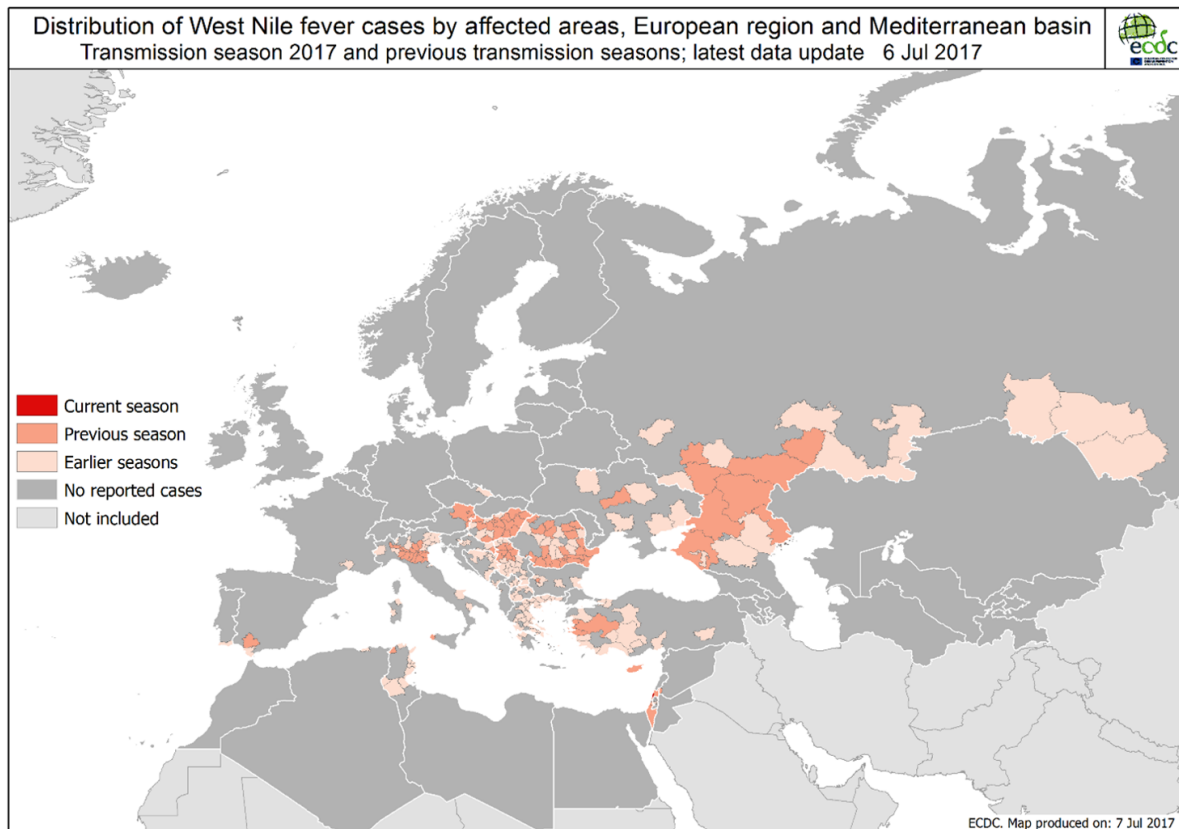 Distribution of West Nile fever cases by affected areas, European region and Mediterranean basin
Transmission season 2017 and previous transmission seasons; latest data update 6 Jul 2017
ecdc
Current season
Previous season
Earlier seasons
No reported cases
Not included
ECDC. Map produced on: 7 Jul 2017